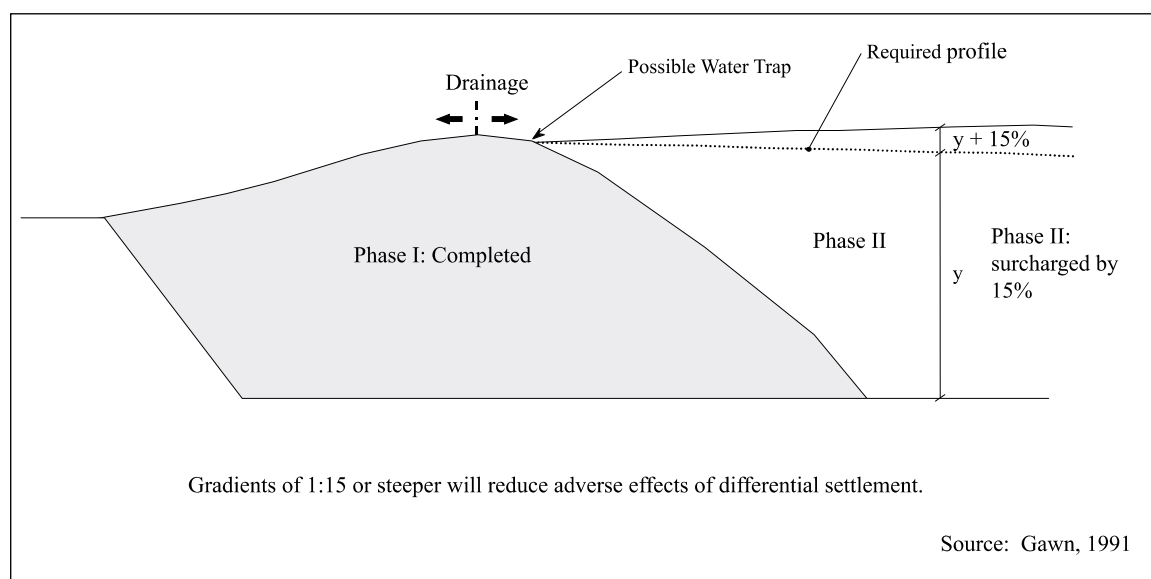 Required profile
Possible Water Trap
Drainage
y + 15%
Phase I: Completed
Phase II
y
Phase II:
surcharged by
15%
Gradients of 1:15 or steeper will reduce adverse effects of differential settlement.
Source:  Gawn, 1991